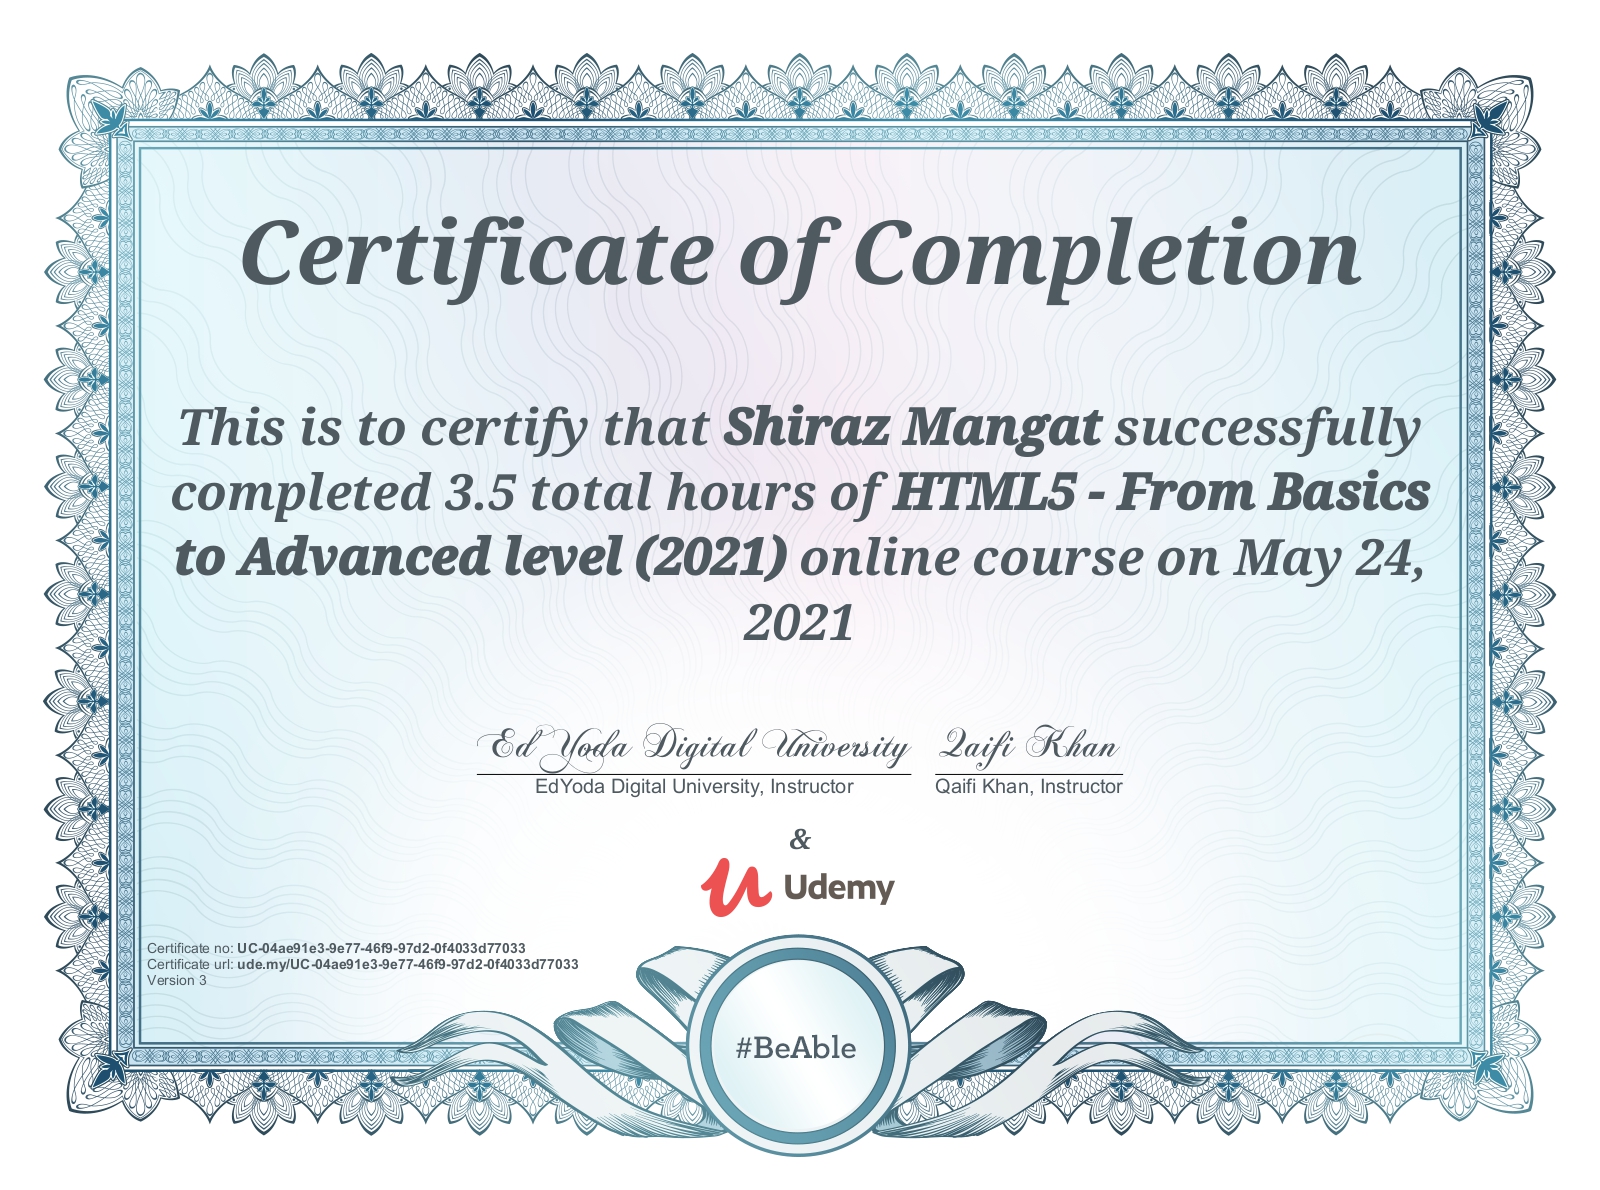 Certificate of Completion
This is to certify that Shiraz Mangat successfully
completed 3.5 total hours of HTML5 - From Basics
to Advanced level (2021) online course on May 24,
2021
Ed Yoda Digital University Qaifi Khan
EdYoda Digital University, Instructor Qaifi Khan, Instructor
&
Udemy
Certificate no: UC-04ae91e3-9e77-46f9-97d2-0f4033d77033
Certificate url: ude.my/UC-04ae91e3-9e77-46f9-97d2-0f4033d77033
Version 3
#BeAble